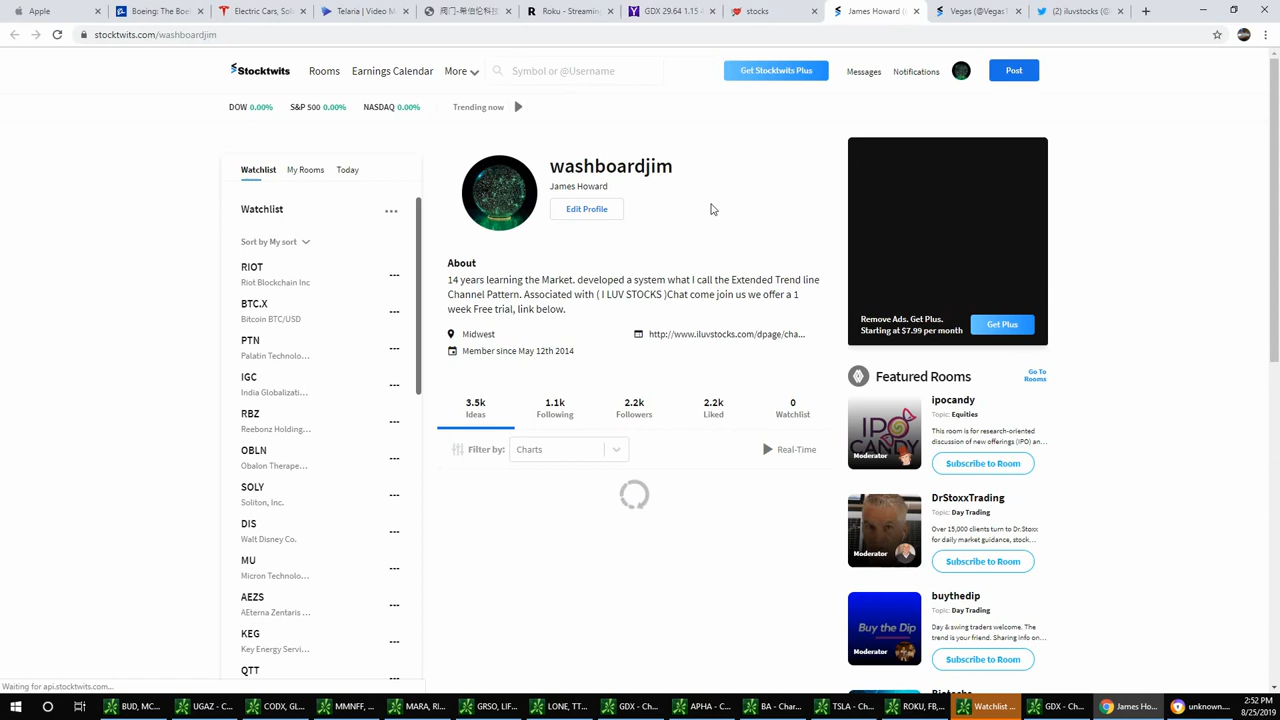 Apple
Boeing: The Boe
Electric Cars, Sola
Telaria | Video M
Roku - Streaming
GDX 29.64 1.15 4
stocks
James Howard (
Vegas (@Vegas1
(2) iluvstocks (@
stocktwits.com/washboardjim
Stocktwits
Rooms
Earnings Calendar
More
Symbol or @Username
Get Stocktwits Plus
Messages
Notifications
Post
DOW 0.00%
S&P 500 0.00%
NASDAQ 0.00%
Trending now
Watchlist
My Rooms
Today
Watchlist
Sort by My sort
RIOT
Riot Blockchain Inc
---
BTC.X
Bitcoin BTC/USD
---
PTN
Palatin Technolo...
---
IGC
India Globalizati...
---
RBZ
Reebonz Holding...
---
OBLN
Obalon Therape...
---
SOLY
Soliton, Inc.
---
DIS
Walt Disney Co.
---
MU
Micron Technolo...
---
AEZS
AEterna Zentaris ...
---
KEG
Key Energy Servi...
---
QTT
washboardjim
James Howard
Edit Profile
About
14 years learning the Market. developed a system what I call the Extended Trend line
Channel Pattern. Associated with ( I LUV STOCKS )Chat come join us we offer a 1
week Free trial, link below.
Midwest
http://www.iluvstocks.com/dpage/cha...
Member since May 12th 2014
3.5k
Ideas
1.1k
Following
2.2k
Followers
2.2k
Liked
0
Watchlist
Filter by:
Charts
Real-Time
Remove Ads. Get Plus.
Starting at $7.99 per month
Get Plus
Featured Rooms
Go To
Rooms
IPO
CANDY
Moderator
ipocandy
Topic: Equities
This room is for research-oriented
discussion of new offerings (IPO) an...
Subscribe to Room
Moderator
DrStoxxTrading
Topic: Day Trading
Over 15,000 clients turn to Dr.Stoxx
for daily market guidance, stock...
Subscribe to Room
Buy the Dip
Moderator
buythedip
Topic: Day Trading
Day & swing traders welcome. The
trend is your friend. Sharing info on...
Subscribe to Room
Waiting for api.stocktwits.com...
BUD, MC...
CODX, GL...
MMNFF, ...
MARA, RI...
GRSO, LIF...
LONE, TT...
GDX - Ch...
APHA - C...
BA - Char...
TSLA - Ch...
ROKU, FB,...
Watchlist ...
GDX - Ch...
James Ho...
unknown....
2:52 PM
8/25/2019